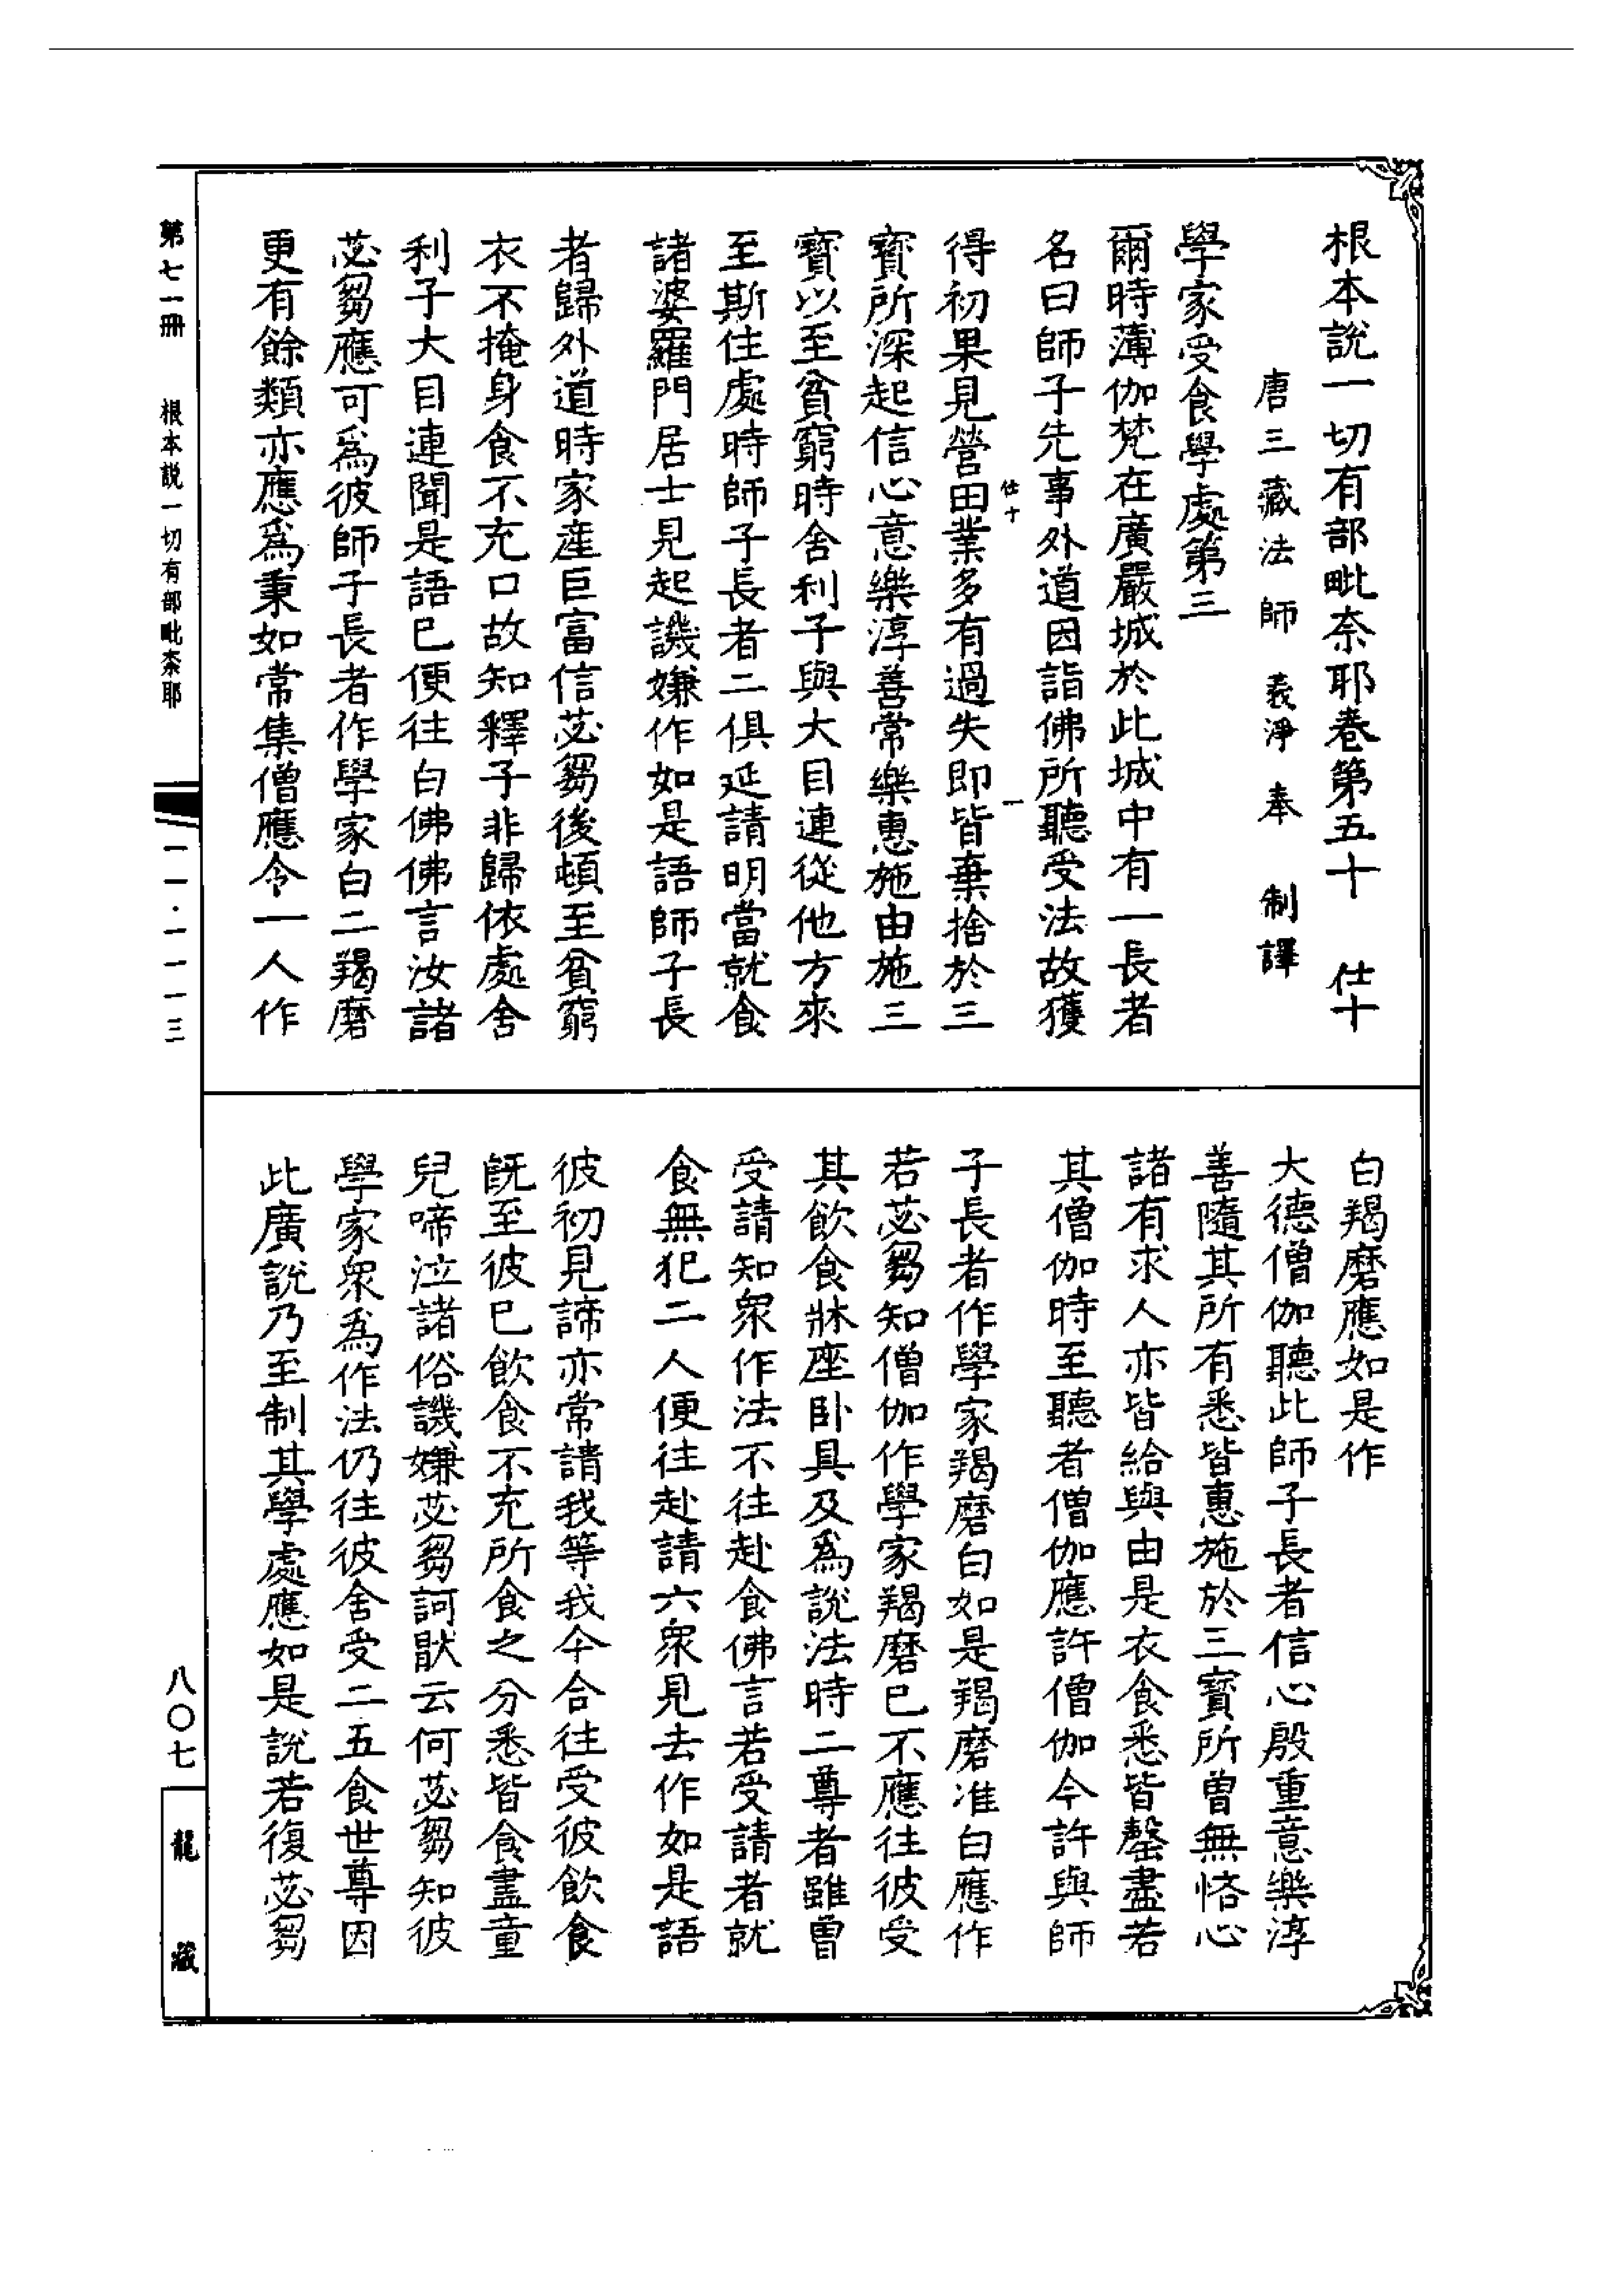 根本說一切有部毗奈耶卷第五十　仕十
唐三藏法師義淨奉　制譯
學家受食學處第三
爾時薄伽梵在廣嚴城於此城中有一長者
名曰師子先事外道因詣佛所聽受法故獲
仕十　一
得初果見營田業多有過失即皆棄捨於三
寶所深起信心意樂淳善常樂惠施由施三
寶以至貧窮時舍利子與大目連從他方來
至斯住處時師子長者二俱延請明當就食
諸婆羅門居士見起譏嫌作如是語師子長
者歸外道時家產巨富信苾芻後頓至貧窮
衣不掩身食不充口故知釋子非歸依處舍
利子大目連聞是語已便往白佛佛言汝諸
苾芻應可為彼師子長者作學家白二羯磨
更有餘類亦應為秉如常集僧應令一人作
白羯磨應如是作
大德僧伽聽此師子長者信心殷重意樂淳
善隨其所有悉皆惠施於三寶所曾無悋心
諸有求人亦皆給與由是衣食悉皆罄盡若
其僧伽時至聽者僧伽應許僧伽今許與師
子長者作學家羯磨白如是羯磨准白應作
若苾芻知僧伽作學家羯磨已不應往彼受
其飲食牀座卧具及為說法時二尊者雖曾
受請知眾作法不往赴食佛言若受請者就
食無犯二人便往赴請六眾見去作如是語
彼初見諦亦常請我等我今合往受彼飲食
既至彼已飲食不充所食之分悉皆食盡童
兒啼泣諸俗譏嫌苾芻訶猒云何苾芻知彼
學家眾為作法仍往彼舍受二五食世尊因
此廣說乃至制其學處應如是說若復苾芻
第七一冊　根本說一切有部毗奈耶
一一·一一一三
八〇七
龍藏